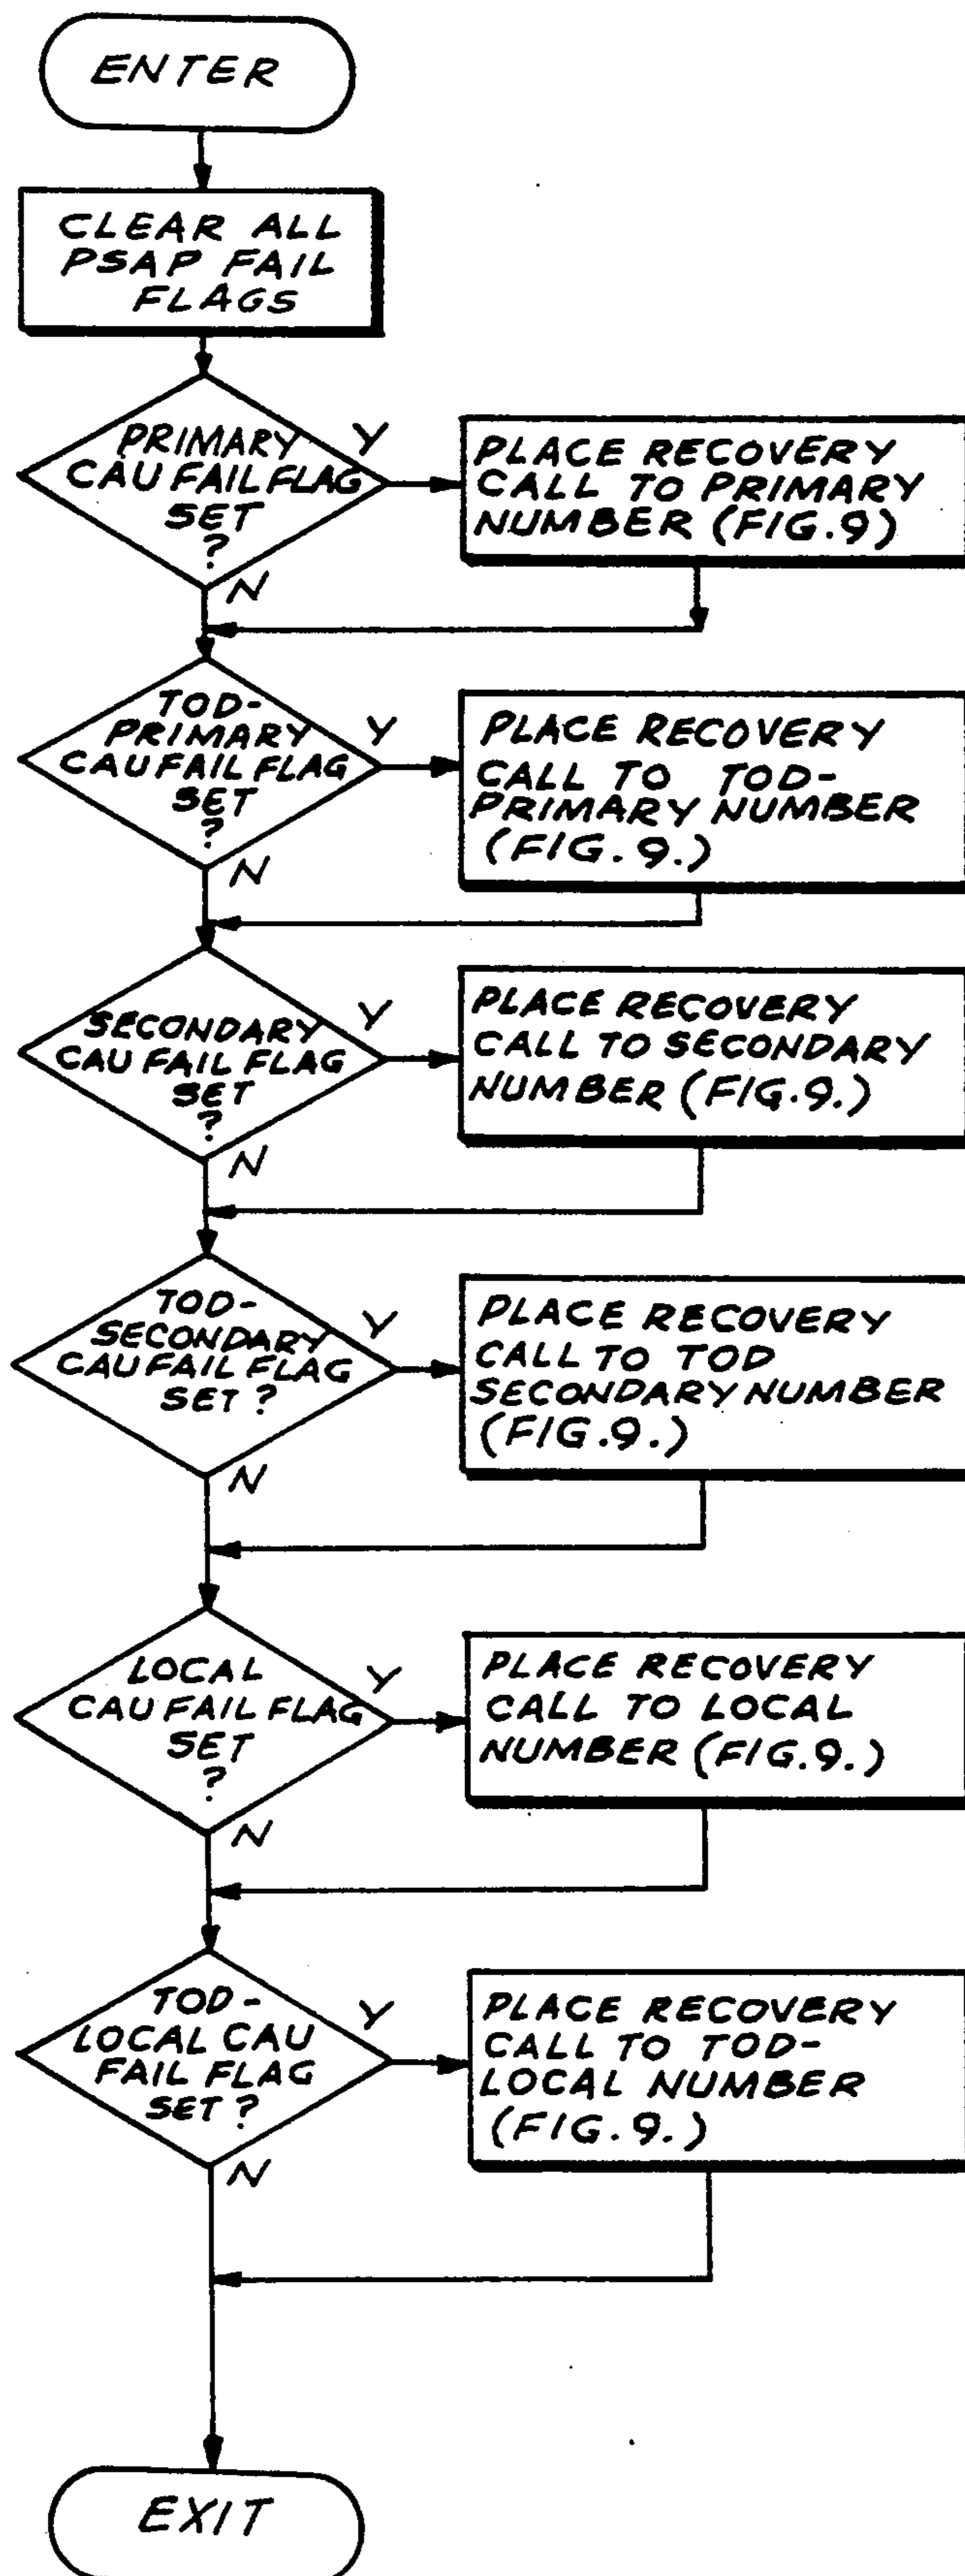 ENTER
CLEAR ALL
PSAP FAIL
FLAGS
PRIMARY
CAU FAIL FLAG
SET
?
Y
N
PLACE RECOVERY
CALL TO PRIMARY
NUMBER (FIG.9)
TOD-
PRIMARY
CAU FAIL FLAG
SET
?
Y
N
PLACE RECOVERY
CALL TO TOD-
PRIMARY NUMBER
(FIG.9.)
SECONDARY
CAU FAIL FLAG
SET
?
Y
N
PLACE RECOVERY
CALL TO SECONDARY
NUMBER (FIG.9.)
TOD-
SECONDARY
CAU FAIL FLAG
SET ?
Y
N
PLACE RECOVERY
CALL TO TOD
SECONDARY NUMBER
(FIG.9.)
LOCAL
CAU FAIL FLAG
SET
?
Y
N
PLACE RECOVERY
CALL TO LOCAL
NUMBER (FIG.9.)
TOD-
LOCAL CAU
FAIL FLAG
SET ?
Y
N
PLACE RECOVERY
CALL TO TOD-
LOCAL NUMBER
(FIG.9.)
EXIT